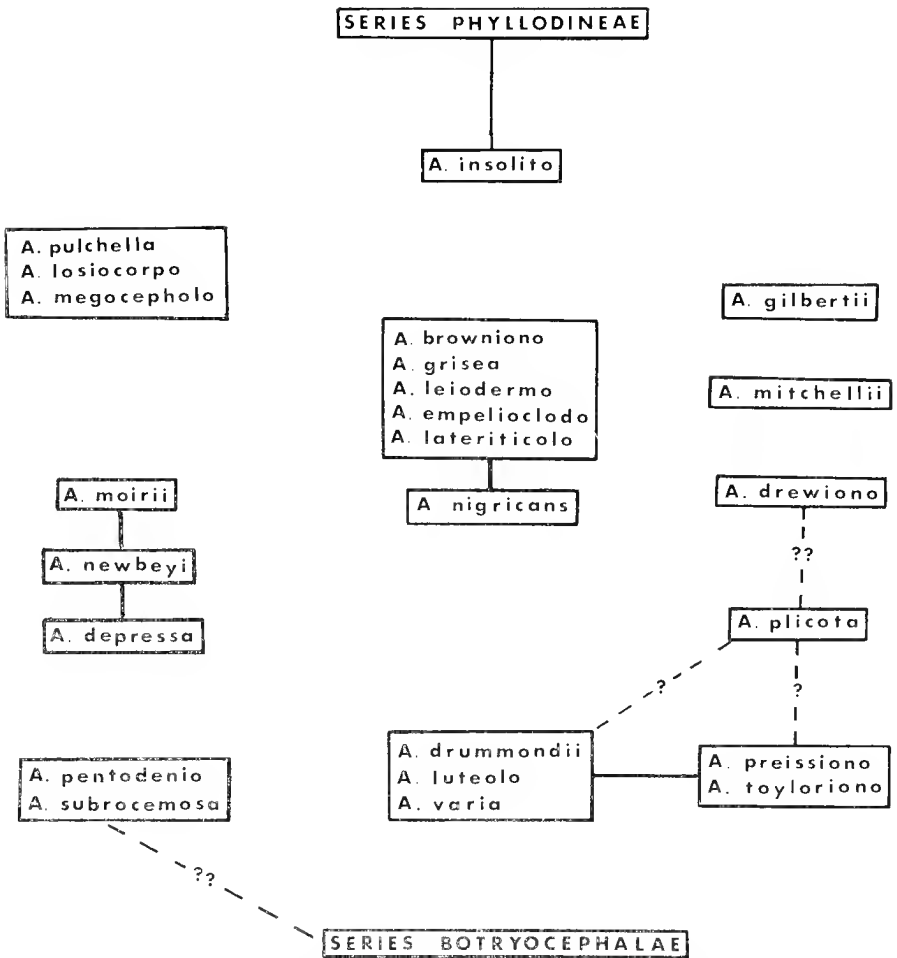 SERIES PHYLLODINEAE
A. insolito
A. pulchella
A. losiocorpo
A. megocepholo
A. gilbertii
A. browniono
A. grisea
A. leiodermo
A. empelioclodo
A. lateriticolo
A. mitchellii
A. moirii
A nigricans
A. drewiono
??
A. newbeyi
A. depressa
A. plicota
?
?
A. pentodenio
A. subrocemosa
A. drummondii
A. luteolo
A. varia
A. preissiono
A. toyloriono
??
SERIES BOTRYOCEPHALAE